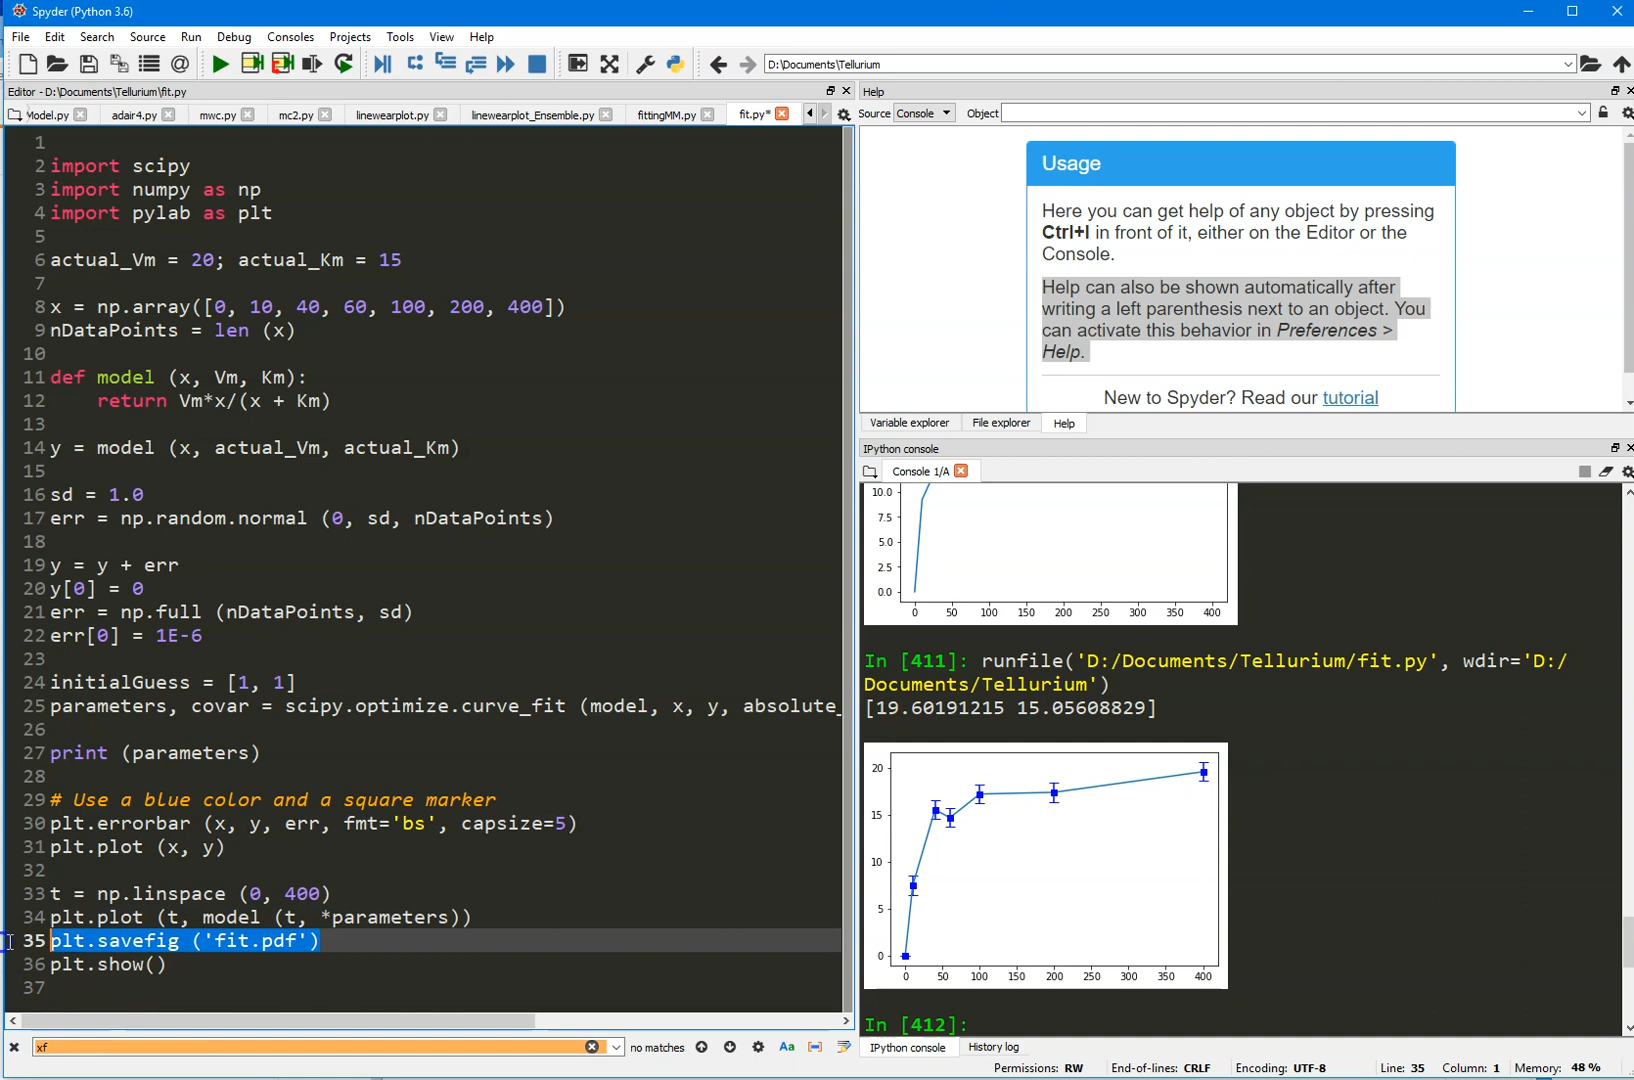 Spyder (Python 3.6)
File Edit Search Source Run Debug Consoles Projects Tools View Help
D:\Documents\Tellurium
Editor - D:\Documents\Tellurium\fit.py
Model.py adair4.py mwc.py mc2.py linewearplot.py linewearplot_Ensemble.py fittingMM.py fit.py*
1
2 import scipy
3 import numpy as np
4 import pylab as plt
5
6 actual_Vm = 20; actual_Km = 15
7
8 x = np.array([0, 10, 40, 60, 100, 200, 400])
9 nDataPoints = len (x)
10
11 def model (x, Vm, Km):
12     return Vm*x/(x + Km)
13
14 y = model (x, actual_Vm, actual_Km)
15
16 sd = 1.0
17 err = np.random.normal (0, sd, nDataPoints)
18
19 y = y + err
20 y[0] = 0
21 err = np.full (nDataPoints, sd)
22 err[0] = 1E-6
23
24 initialGuess = [1, 1]
25 parameters, covar = scipy.optimize.curve_fit (model, x, y, absolute_
26
27 print (parameters)
28
29 # Use a blue color and a square marker
30 plt.errorbar (x, y, err, fmt='bs', capsize=5)
31 plt.plot (x, y)
32
33 t = np.linspace (0, 400)
34 plt.plot (t, model (t, *parameters))
35 plt.savefig ('fit.pdf')
36 plt.show()
37
xf
no matches
Aa
Help
Source Console Object
Usage
Here you can get help of any object by pressing
Ctrl+I in front of it, either on the Editor or the
Console.
Help can also be shown automatically after
writing a left parenthesis next to an object. You
can activate this behavior in Preferences >
Help.
New to Spyder? Read our tutorial
Variable explorer File explorer Help
IPython console
Console 1/A
10.0
7.5
5.0
2.5
0.0
0 50 100 150 200 250 300 350 400
In [411]: runfile('D:/Documents/Tellurium/fit.py', wdir='D:/
Documents/Tellurium')
[19.60191215 15.05608829]
20
15
10
5
0
0 50 100 150 200 250 300 350 400
In [412]:
IPython console History log
Permissions: RW End-of-lines: CRLF Encoding: UTF-8 Line: 35 Column: 1 Memory: 48 %